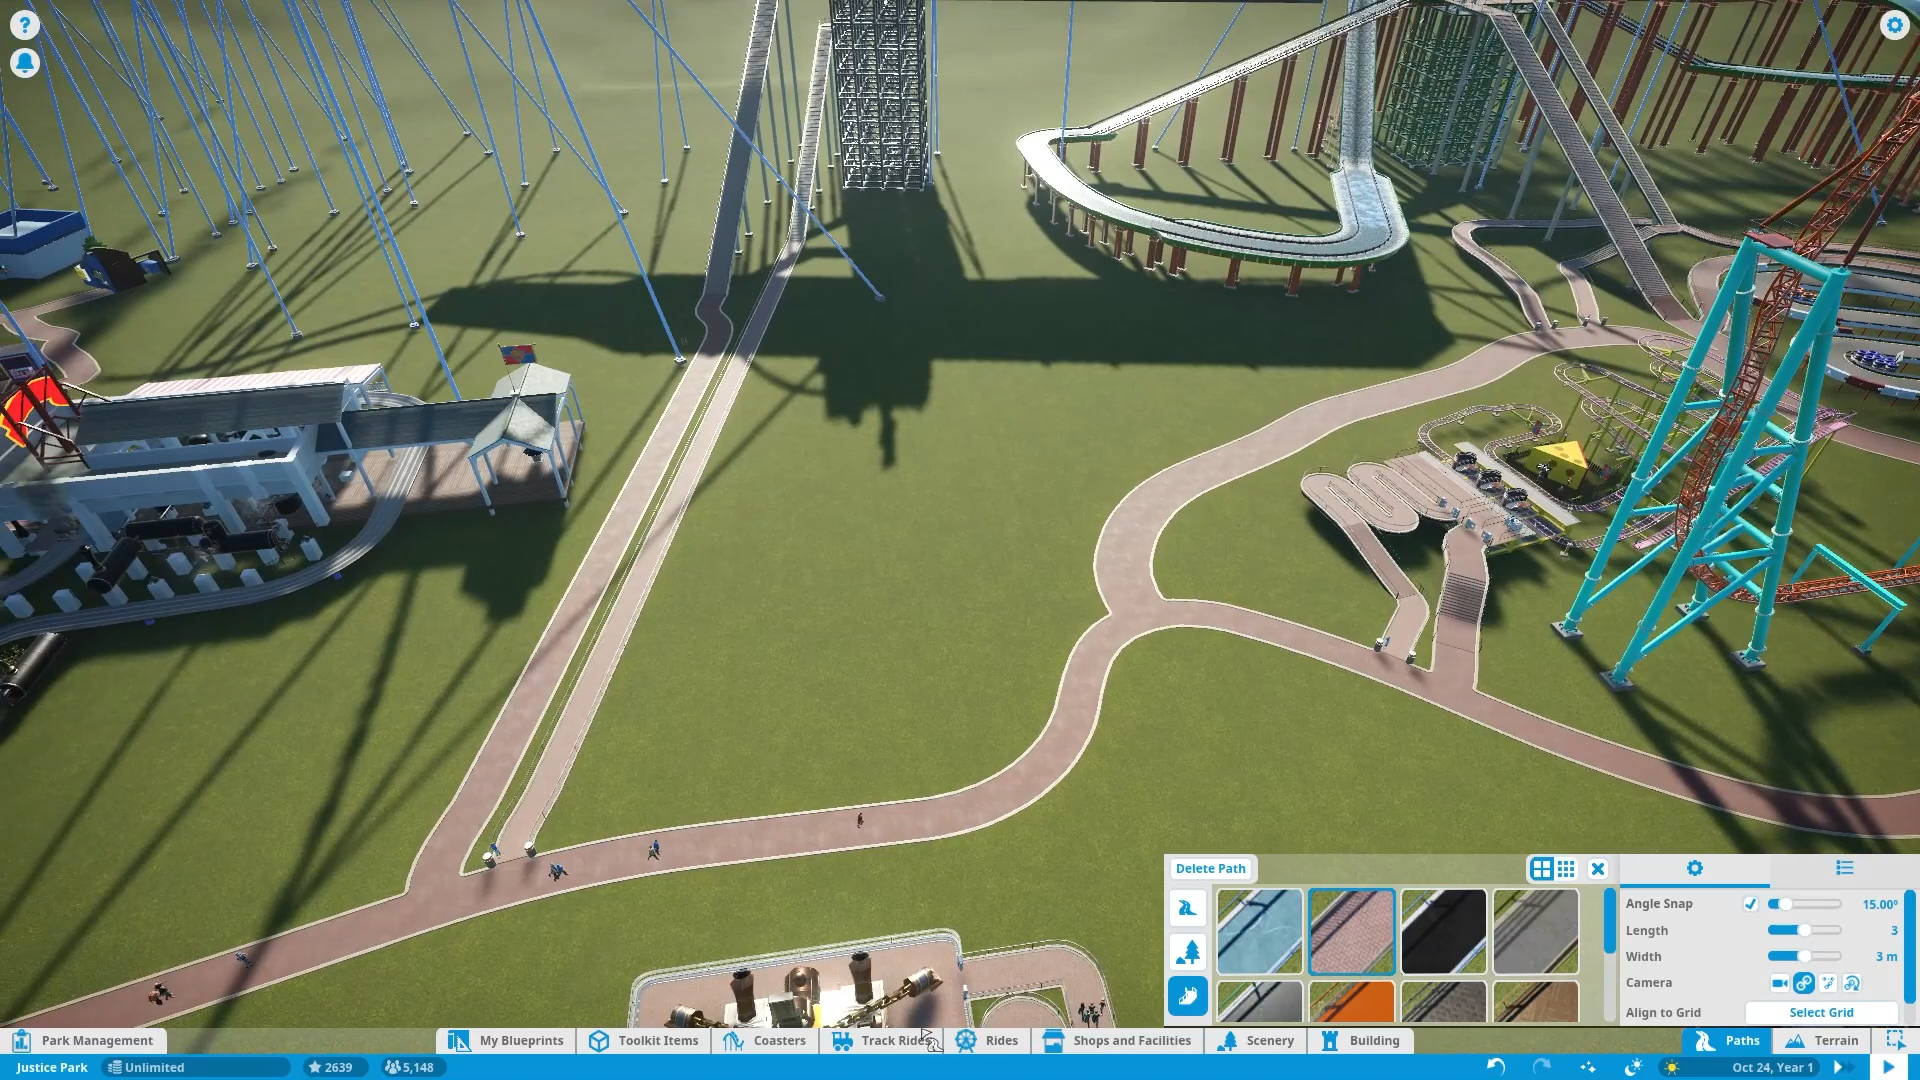 ?
Delete Path
Angle Snap 15.00°
Length 3
Width 3 m
Camera
Align to Grid Select Grid
Park Management My Blueprints Toolkit Items Coasters Track Rides Rides Shops and Facilities Scenery Building Paths Terrain
Justice Park Unlimited 2639 5,148 Oct 24, Year 1